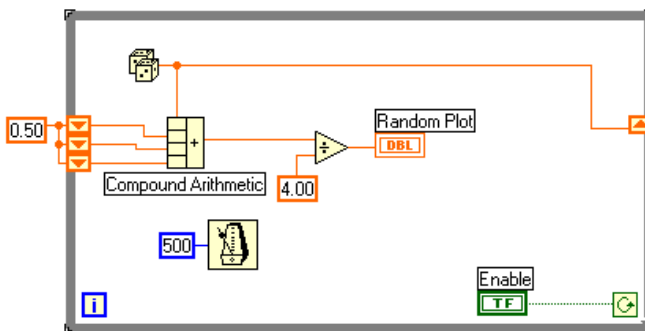 Random Plot
0.50
+
÷
DBL
Compound Arithmetic
4.00
500
Enable
i
TF